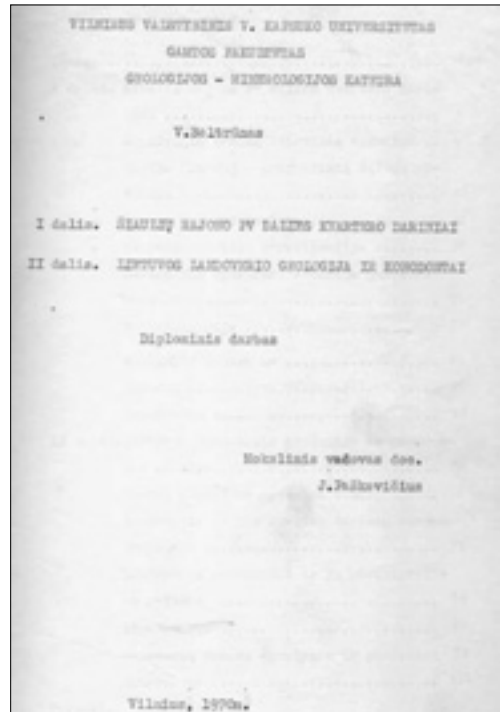 VILNIAUS VALSTYBINIS V. KAPSUKO UNIVERSITETAS
GAMTOS FAKULTETAS
GEOLOGIJOS - MINEROLOGIJOS KATEDRA
V.Baltrūnas
I dalis. ŠIAULIŲ RAJONO PV DALIES KVARTERO DARINIAI
II dalis. LIETUVOS LANDOVERIO GEOLOGIJA IR KONODONTAI
Diplominis darbas
Mokslinis vadovas doc.
J.Paškevičius
Vilnius, 1970m.